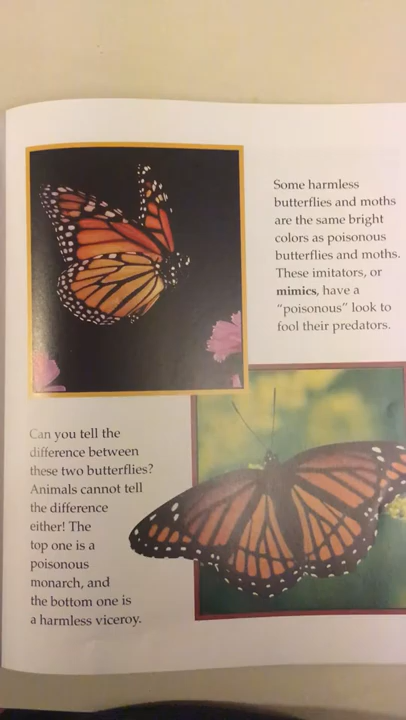 Some harmless
butterflies and moths
are the same bright
colors as poisonous
butterflies and moths.
These imitators, or
mimics, have a
“poisonous” look to
fool their predators.
Can you tell the
difference between
these two butterflies?
Animals cannot tell
the difference
either! The
top one is a
poisonous
monarch, and
the bottom one is
a harmless viceroy.